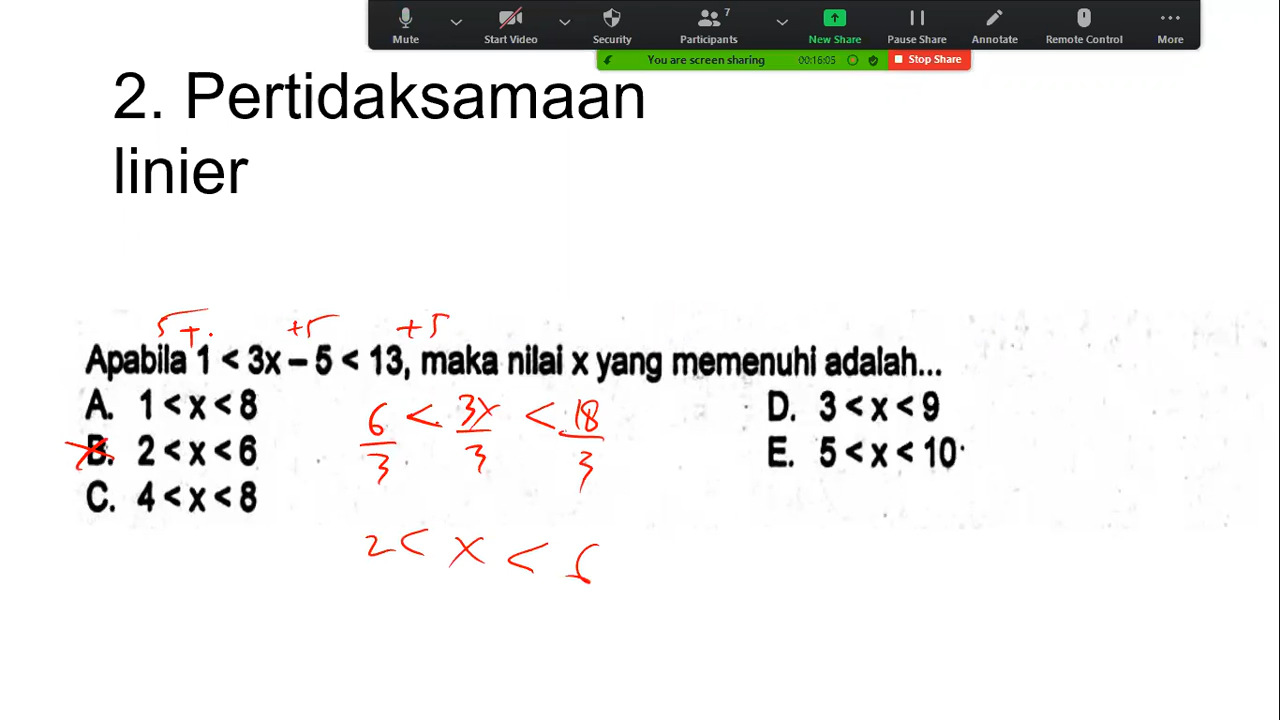 Mute
Start Video
Security
7
Participants
New Share
Pause Share
Annotate
Remote Control
More
You are screen sharing
00:16:05
Stop Share
2. Pertidaksamaan
linier
5+ +5 +5
Apabila 1 < 3x – 5 < 13, maka nilai x yang memenuhi adalah...
A. 1 < x < 8
B. 2 < x < 6
C. 4 < x < 8
D. 3 < x < 9
E. 5 < x < 10
6 < 3x < 18
3 3 3
2 < x < 6